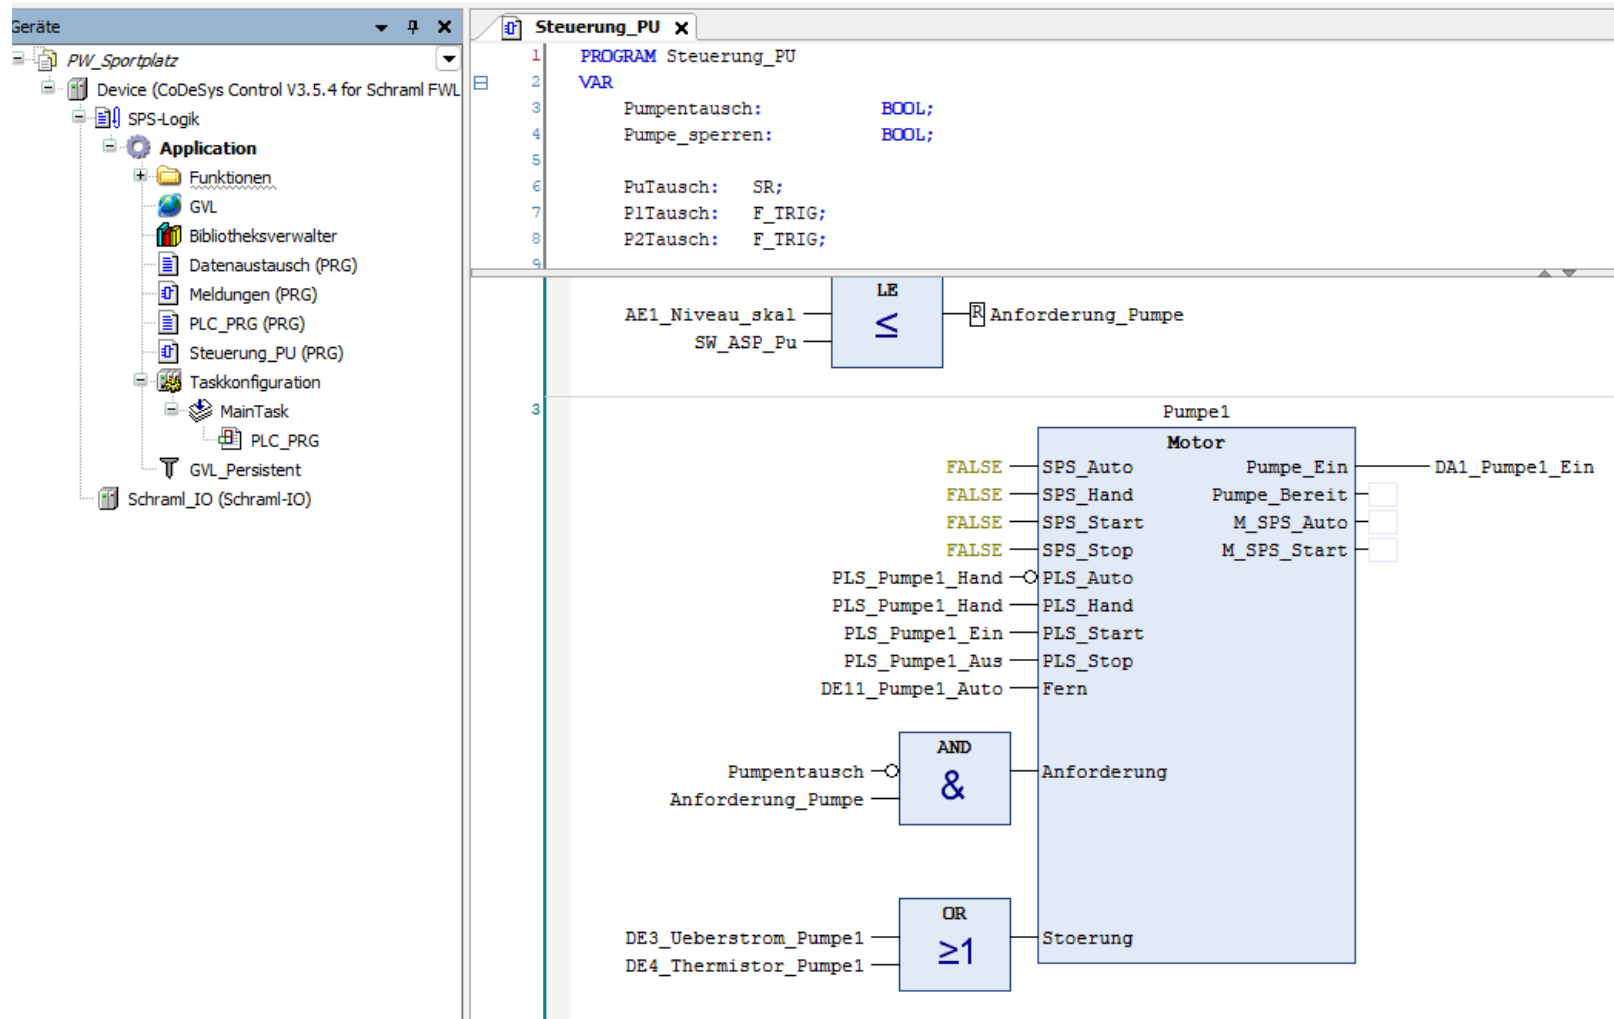 Geräte
PW_Sportplatz
Device (CoDeSys Control V3.5.4 for Schraml FWL
SPS-Logik
Application
Funktionen
GVL
Bibliotheksverwalter
Datenaustausch (PRG)
Meldungen (PRG)
PLC_PRG (PRG)
Steuerung_PU (PRG)
Taskkonfiguration
MainTask
PLC_PRG
GVL_Persistent
Schraml_IO (Schraml-IO)
Steuerung_PU
1 PROGRAM Steuerung_PU
2 VAR
3 Pumpentausch: BOOL;
4 Pumpe_sperren: BOOL;
5
6 PuTausch: SR;
7 P1Tausch: F_TRIG;
8 P2Tausch: F_TRIG;
9
LE
AE1_Niveau_skal ≤ R Anforderung_Pumpe
SW_ASP_Pu
3 Pumpe1
Motor
FALSE SPS_Auto Pumpe_Ein DA1_Pumpe1_Ein
FALSE SPS_Hand Pumpe_Bereit
FALSE SPS_Start M_SPS_Auto
FALSE SPS_Stop M_SPS_Start
PLS_Pumpe1_Hand PLS_Auto
PLS_Pumpe1_Hand PLS_Hand
PLS_Pumpe1_Ein PLS_Start
PLS_Pumpe1_Aus PLS_Stop
DE11_Pumpe1_Auto Fern
AND
Pumpentausch & Anforderung
Anforderung_Pumpe
OR
DE3_Ueberstrom_Pumpe1 ≥1 Stoerung
DE4_Thermistor_Pumpe1